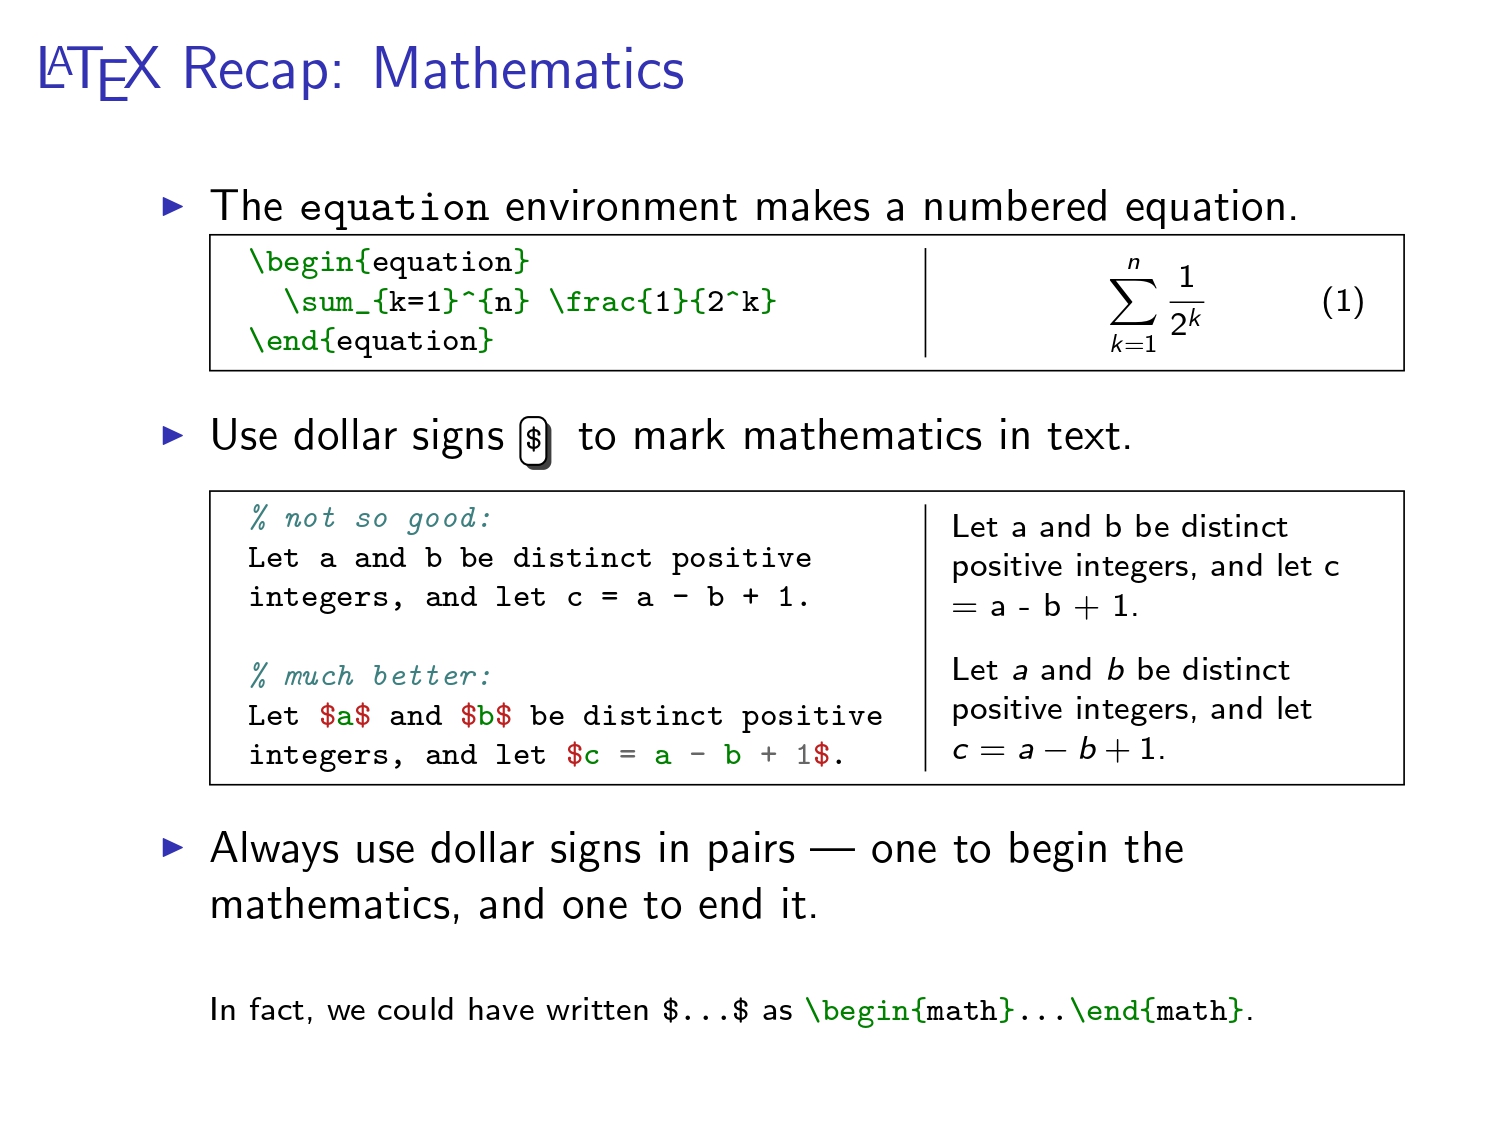 LATEX Recap: Mathematics
▶ The equation environment makes a numbered equation.
\begin{equation}
\sum_{k=1}^{n} \frac{1}{2^k}
\end{equation}
n
∑ 1/2^k (1)
k=1
▶ Use dollar signs $ to mark mathematics in text.
% not so good:
Let a and b be distinct positive
integers, and let c = a - b + 1.
% much better:
Let $a$ and $b$ be distinct positive
integers, and let $c = a - b + 1$.
Let a and b be distinct
positive integers, and let c
= a - b + 1.
Let a and b be distinct
positive integers, and let
c = a − b + 1.
▶ Always use dollar signs in pairs — one to begin the
mathematics, and one to end it.
In fact, we could have written $...$ as \begin{math}...\end{math}.